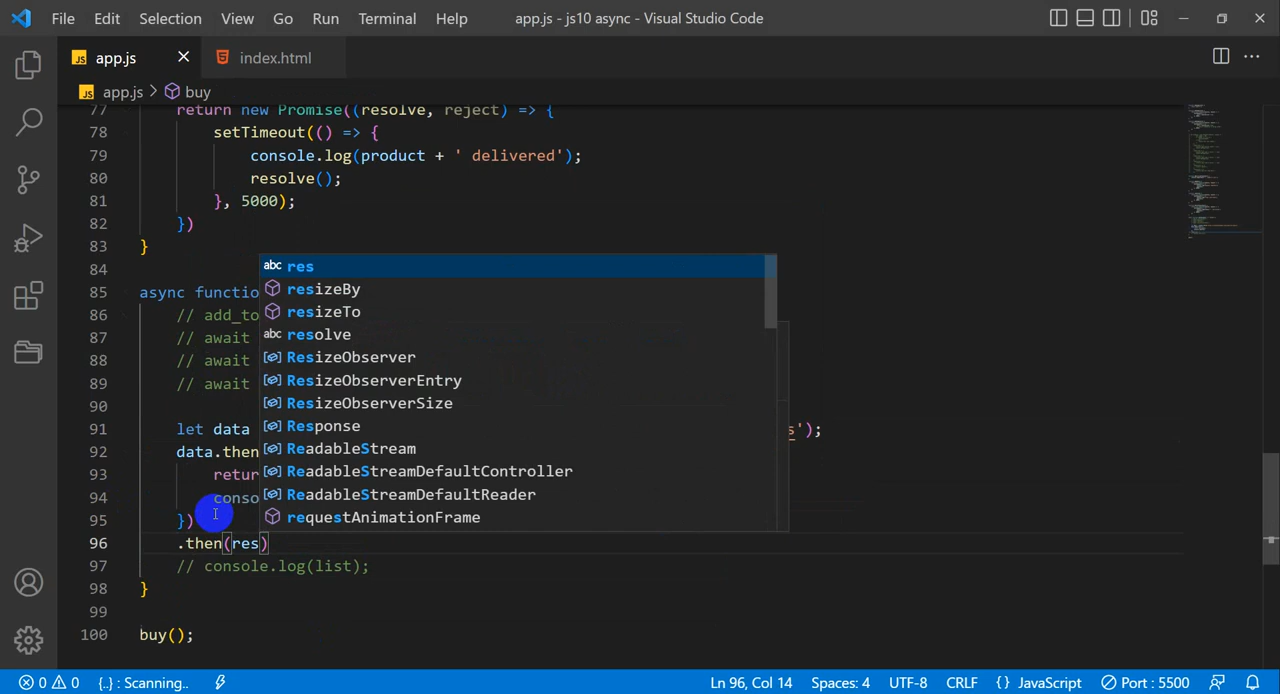 File Edit Selection View Go Run Terminal Help app.js - js10 async - Visual Studio Code
JS app.js index.html
JS app.js > buy
77 return new Promise((resolve, reject) => {
78 setTimeout(() => {
79 console.log(product + ' delivered');
80 resolve();
81 }, 5000);
82 })
83 }
84
85 async functio
86 // add_to
87 // await
88 // await
89 // await
90
91 let data s');
92 data.then
93 retur
94 conso
95 })
96 .then(res)
97 // console.log(list);
98 }
99
100 buy();
abc res
resizeBy
resizeTo
abc resolve
ResizeObserver
ResizeObserverEntry
ResizeObserverSize
Response
ReadableStream
ReadableStreamDefaultController
ReadableStreamDefaultReader
requestAnimationFrame
0 0 {..} : Scanning.. Ln 96, Col 14 Spaces: 4 UTF-8 CRLF {} JavaScript Port : 5500